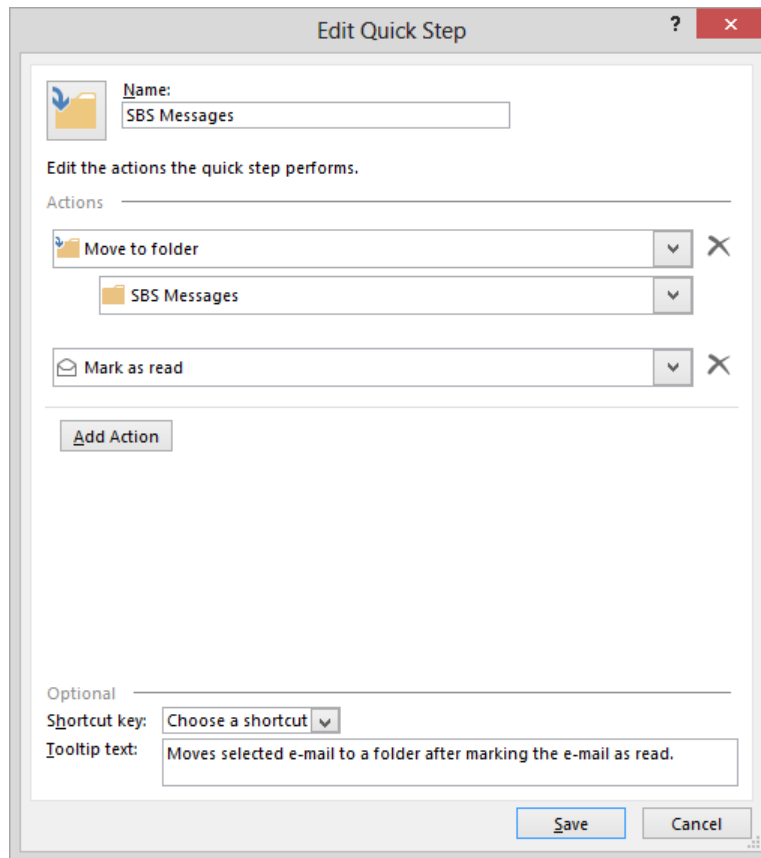 Edit Quick Step
?
Name:
SBS Messages
Edit the actions the quick step performs.
Actions
Move to folder
SBS Messages
Mark as read
Add Action
Optional
Shortcut key: Choose a shortcut
Tooltip text: Moves selected e-mail to a folder after marking the e-mail as read.
Save Cancel